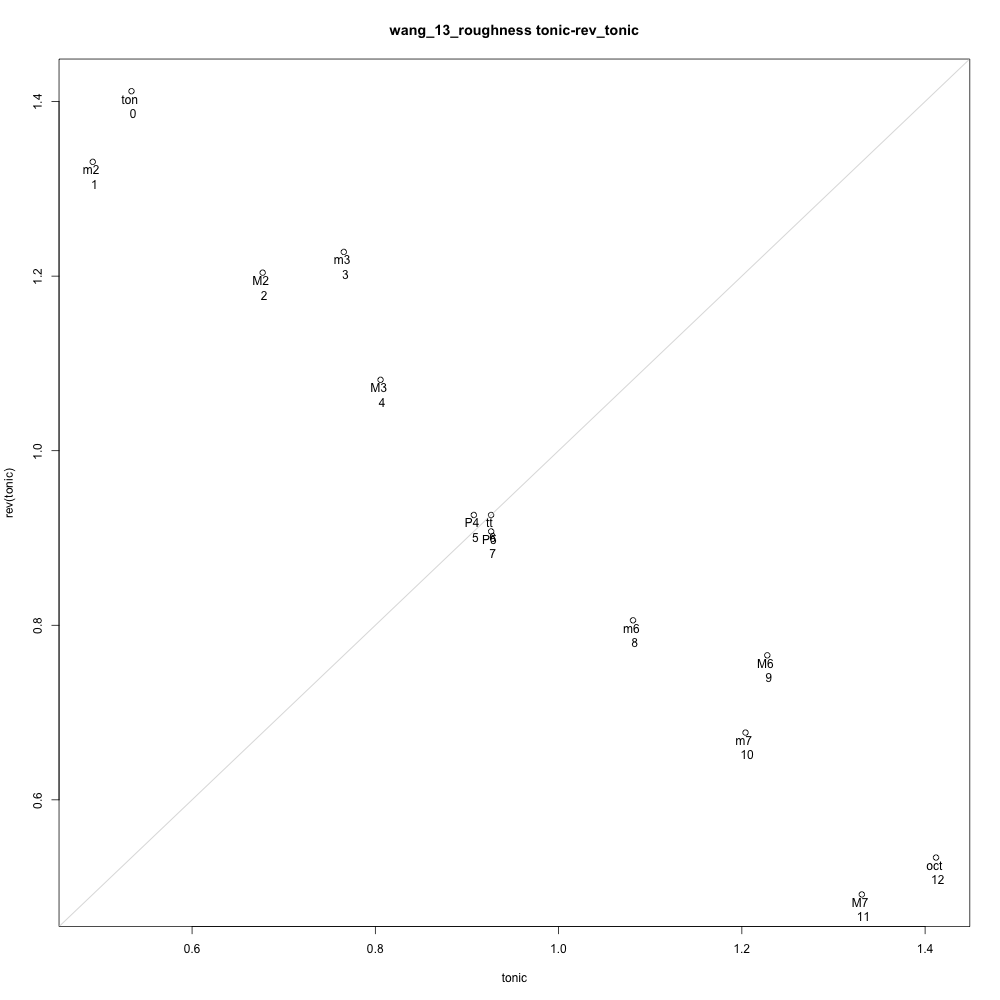 wang_13_roughness tonic-rev_tonic
rev(tonic)
1.4
1.2
1.0
0.8
0.6
ton
0
m2
1
m3
3
M2
2
M3
4
P4
5
tt
6
P5
7
m6
8
M6
9
m7
10
oct
12
M7
11
0.6 0.8 1.0 1.2 1.4
tonic